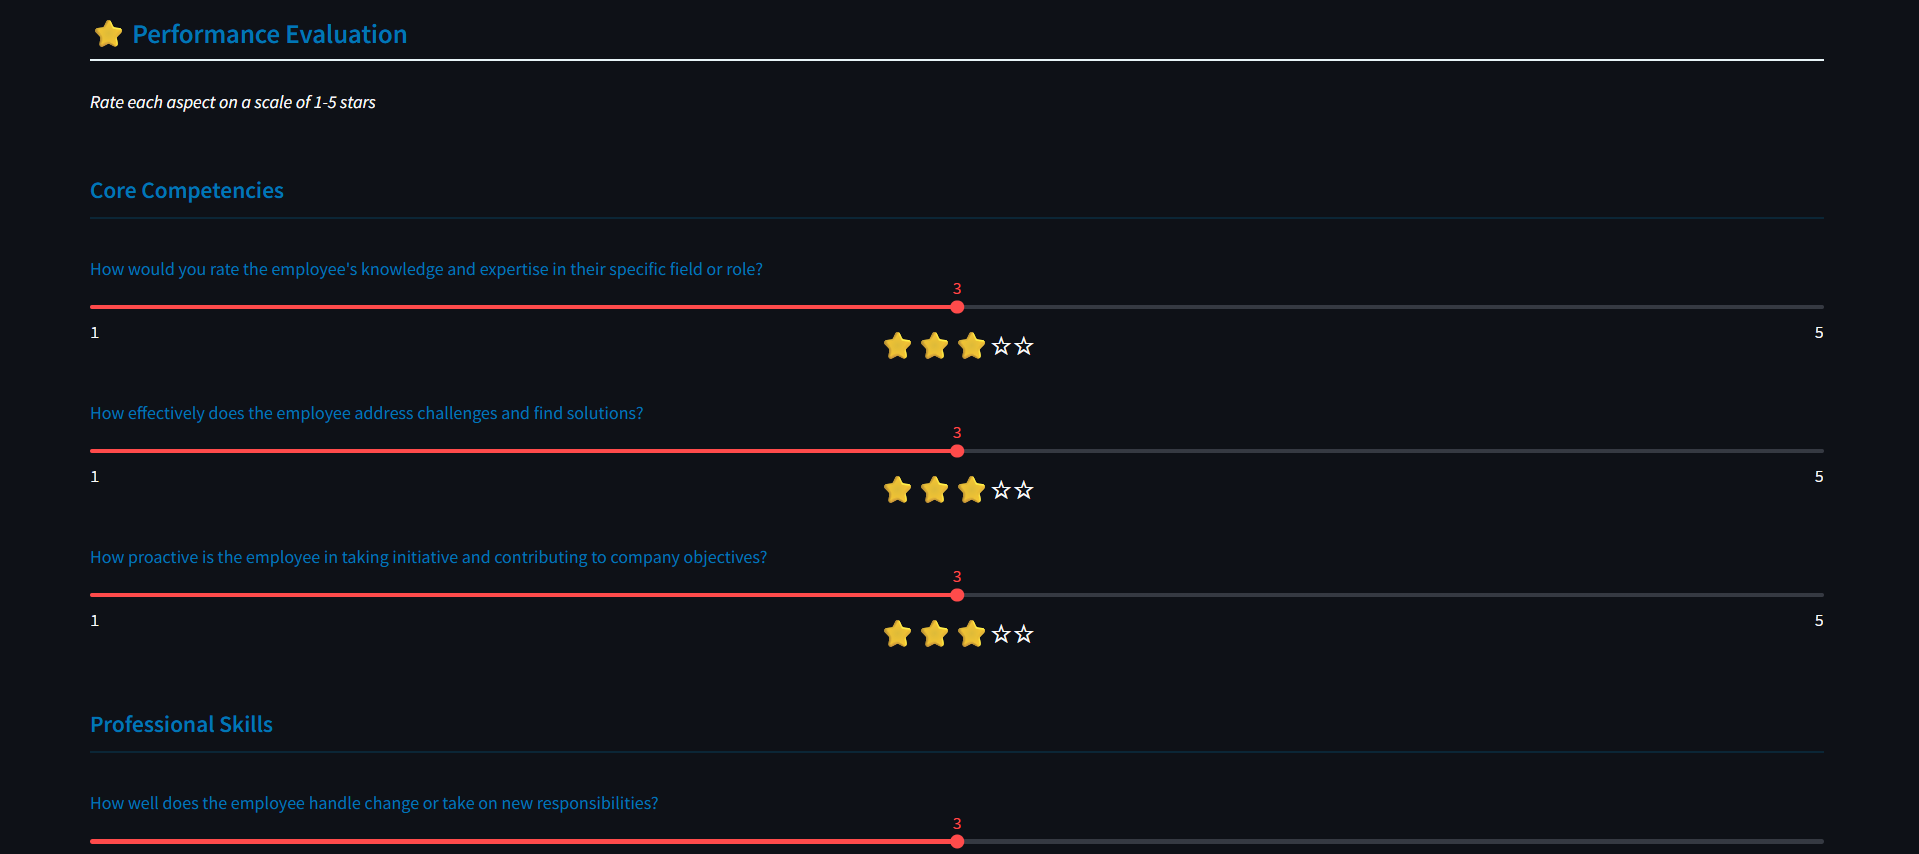 ⭐ Performance Evaluation
Rate each aspect on a scale of 1-5 stars
Core Competencies
How would you rate the employee's knowledge and expertise in their specific field or role?
3
1 5
⭐⭐⭐☆☆
How effectively does the employee address challenges and find solutions?
3
1 5
⭐⭐⭐☆☆
How proactive is the employee in taking initiative and contributing to company objectives?
3
1 5
⭐⭐⭐☆☆
Professional Skills
How well does the employee handle change or take on new responsibilities?
3